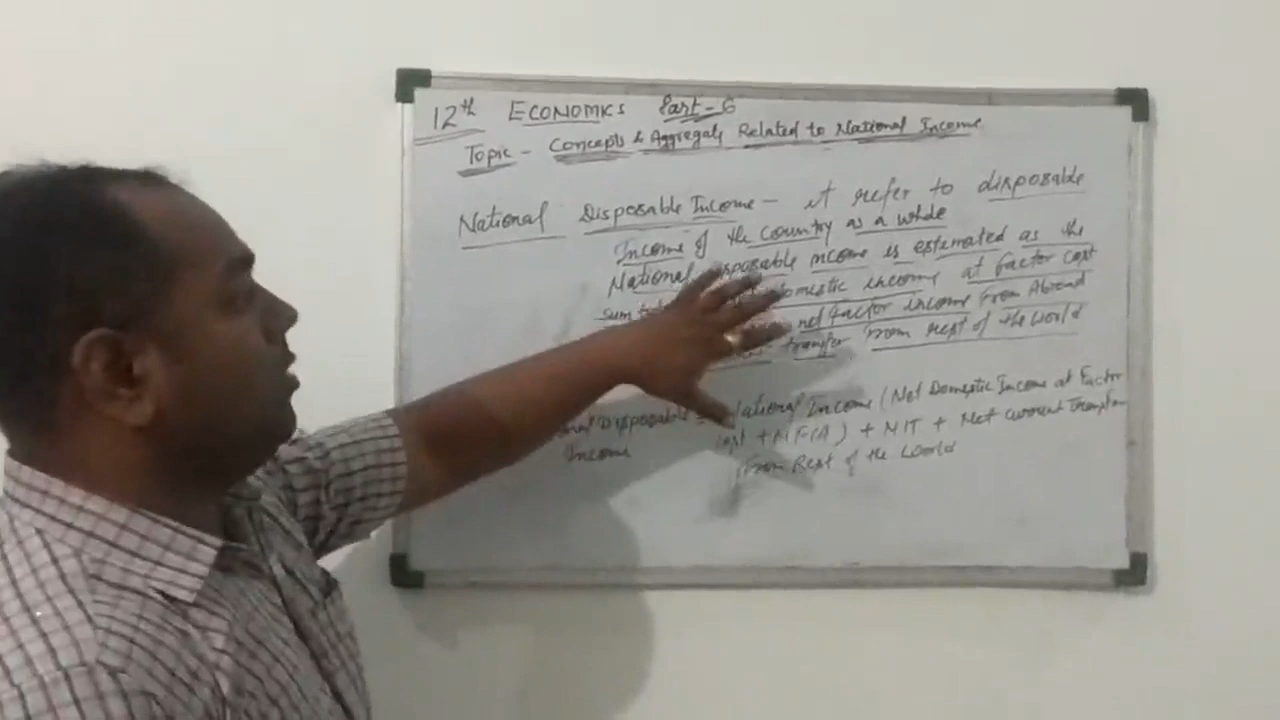 12th ECONOMICS Part-6
Topic - Concepts & Aggregate Related to National Income
National Disposable Income - it refer to disposable
Income of the country as a whole
National disposable income is estimated as the
sum domestic income at factor cost
net factor income from Abroad
transfer from rest of the world
Disposable National Income (Net Domestic Income at Factor
cost + NFIA) + NIT + Net current
Income
From Rest of the World